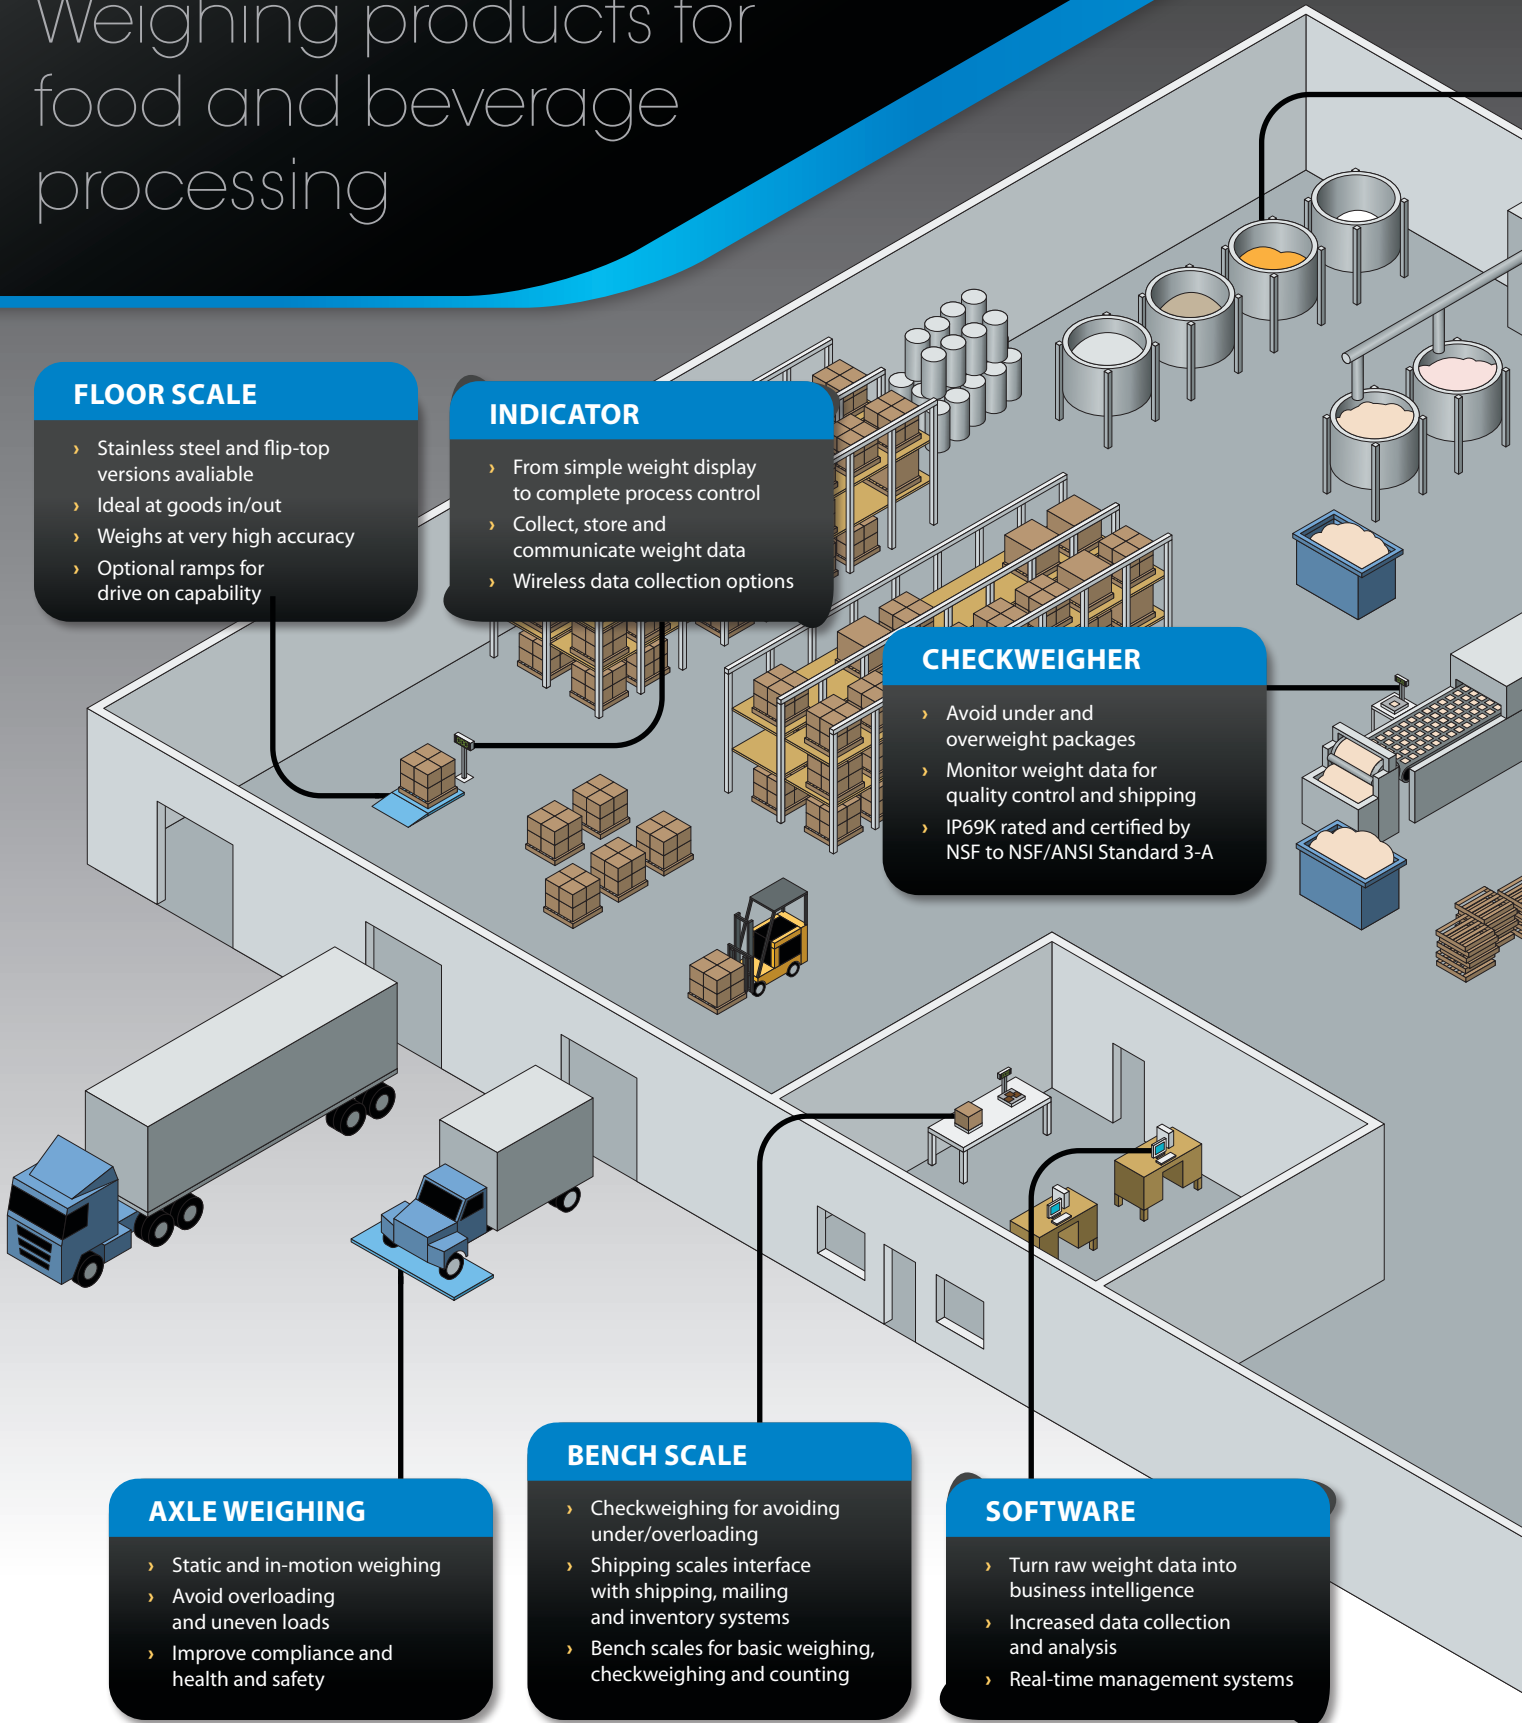 Weighing products for
food and beverage
processing
FLOOR SCALE
› Stainless steel and flip-top
versions avaliable
› Ideal at goods in/out
› Weighs at very high accuracy
› Optional ramps for
drive on capability
INDICATOR
› From simple weight display
to complete process control
› Collect, store and
communicate weight data
› Wireless data collection options
CHECKWEIGHER
› Avoid under and
overweight packages
› Monitor weight data for
quality control and shipping
› IP69K rated and certified by
NSF to NSF/ANSI Standard 3-A
AXLE WEIGHING
› Static and in-motion weighing
› Avoid overloading
and uneven loads
› Improve compliance and
health and safety
BENCH SCALE
› Checkweighing for avoiding
under/overloading
› Shipping scales interface
with shipping, mailing
and inventory systems
› Bench scales for basic weighing,
checkweighing and counting
SOFTWARE
› Turn raw weight data into
business intelligence
› Increased data collection
and analysis
› Real-time management systems